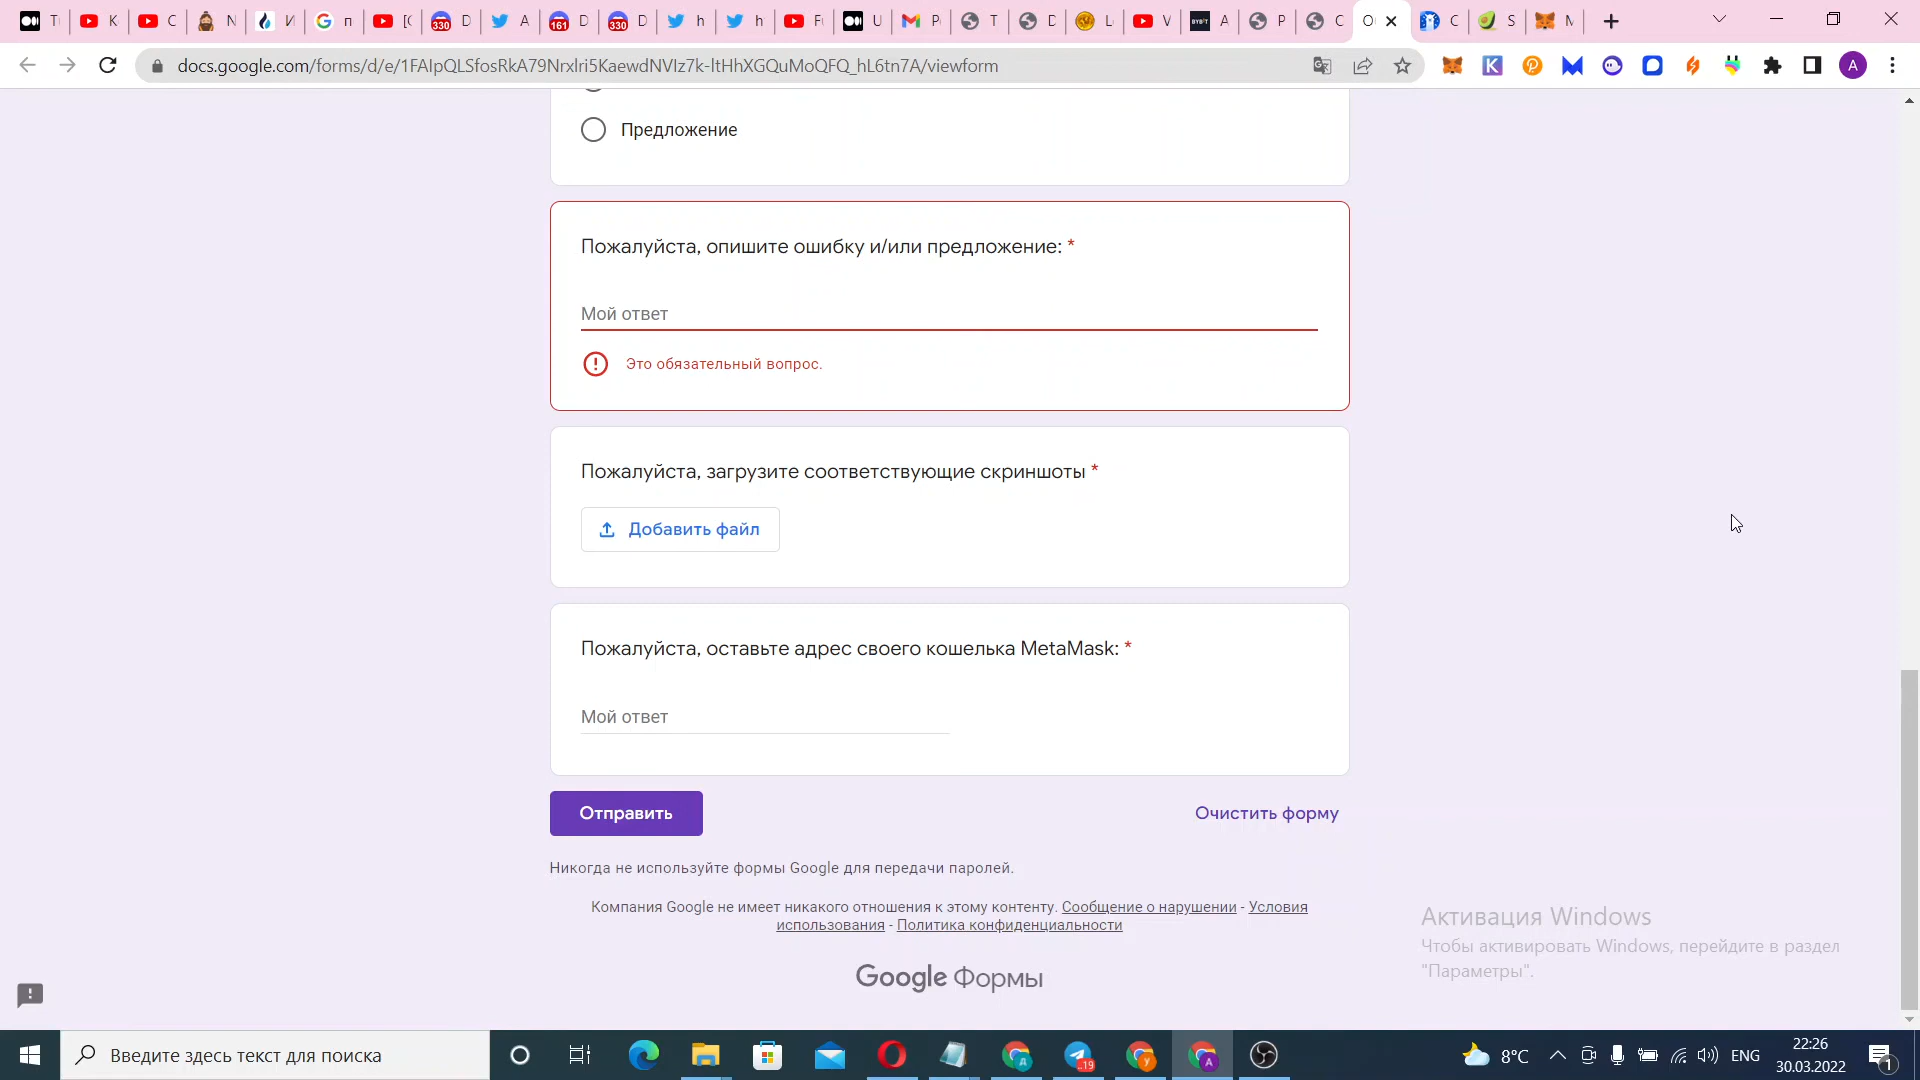 docs.google.com/forms/d/e/1FAIpQLSfosRkA79Nrxlri5KaewdNVIz7k-ltHhXGQuMoQFQ_hL6tn7A/viewform
Предложение
Пожалуйста, опишите ошибку и/или предложение: *
Мой ответ
Это обязательный вопрос.
Пожалуйста, загрузите соответствующие скриншоты *
Добавить файл
Пожалуйста, оставьте адрес своего кошелька MetaMask: *
Мой ответ
Отправить
Очистить форму
Никогда не используйте формы Google для передачи паролей.
Компания Google не имеет никакого отношения к этому контенту. Сообщение о нарушении - Условия
использования - Политика конфиденциальности
Google Формы
Активация Windows
Чтобы активировать Windows, перейдите в раздел
"Параметры".
Введите здесь текст для поиска
8°C
ENG
22:26
30.03.2022